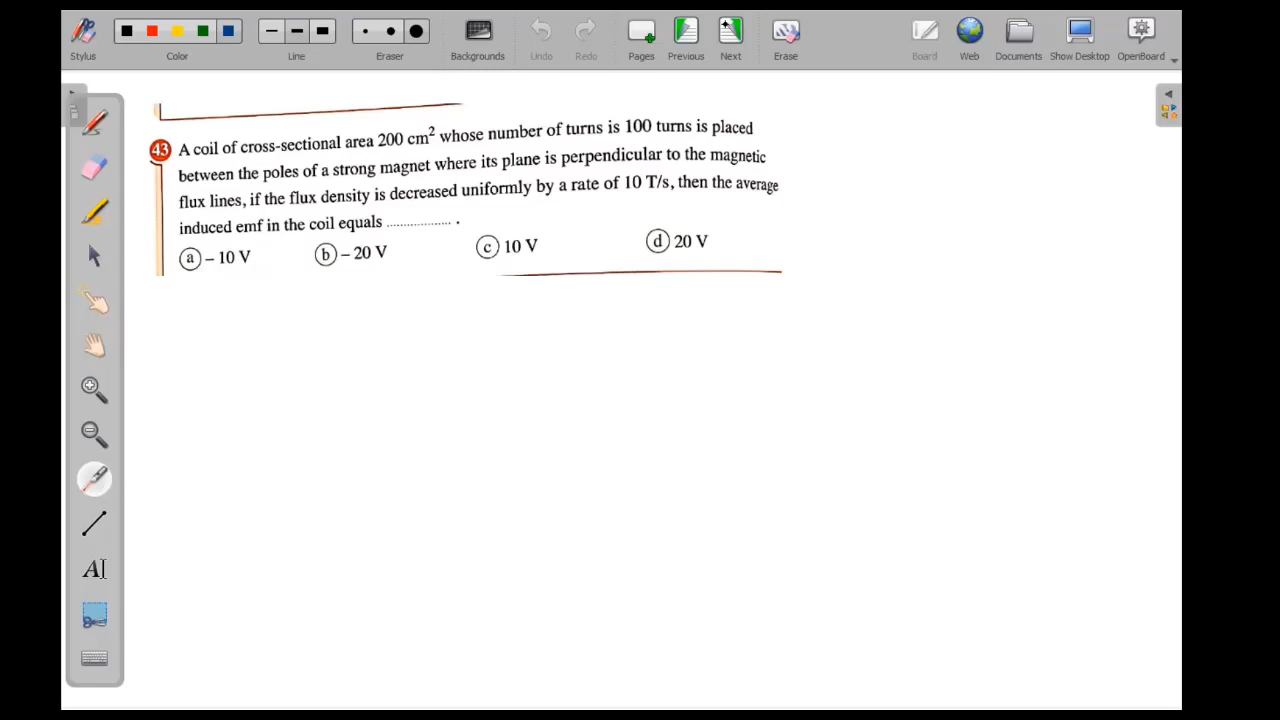 Stylus
Color
Line
Eraser
Backgrounds
Undo
Redo
Pages
Previous
Next
Erase
Board
Web
Documents
Show Desktop
OpenBoard
43 A coil of cross-sectional area 200 cm² whose number of turns is 100 turns is placed
between the poles of a strong magnet where its plane is perpendicular to the magnetic
flux lines, if the flux density is decreased uniformly by a rate of 10 T/s, then the average
induced emf in the coil equals .................. .
a – 10 V b – 20 V c 10 V d 20 V
A